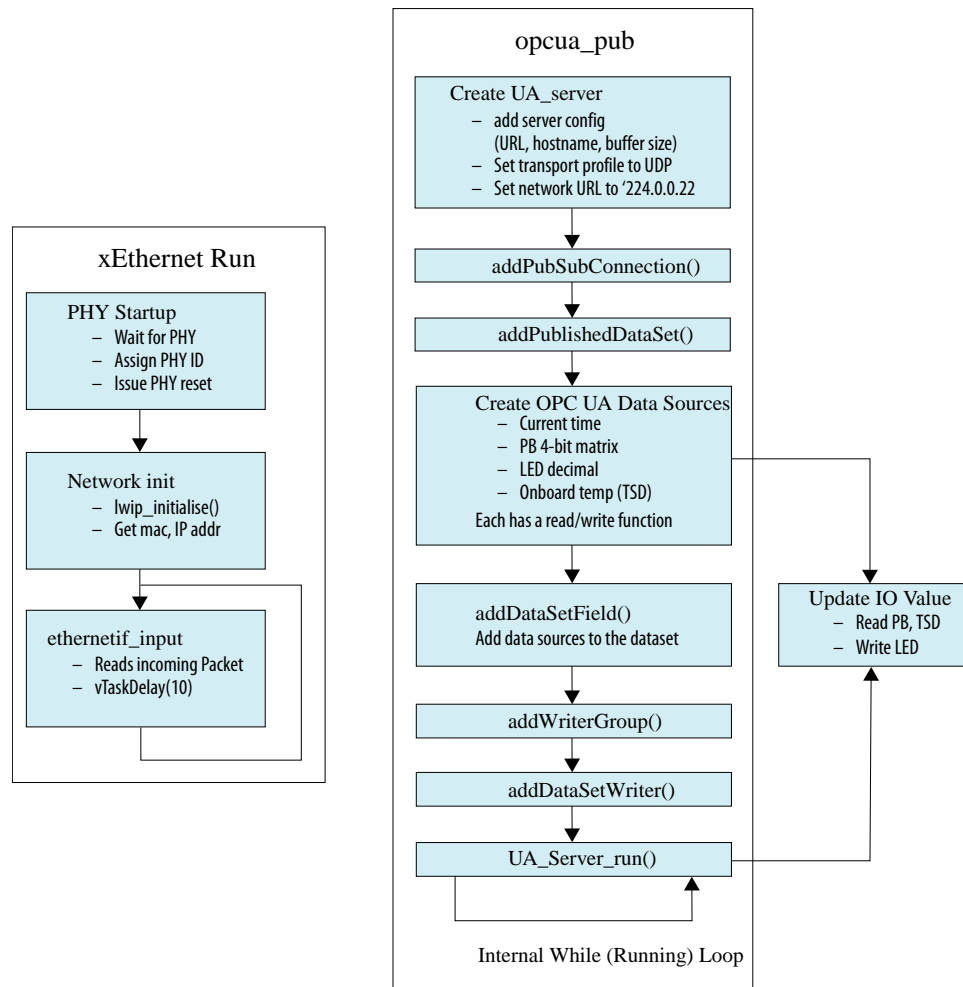 xEthernet Run
PHY Startup
– Wait for PHY
– Assign PHY ID
– Issue PHY reset
Network init
– lwip_initialise()
– Get mac, IP addr
ethernetif_input
– Reads incoming Packet
– vTaskDelay(10)
opcua_pub
Create UA_server
– add server config
(URL, hostname, buffer size)
– Set transport profile to UDP
– Set network URL to ‘224.0.0.22
addPubSubConnection()
addPublishedDataSet()
Create OPC UA Data Sources
– Current time
– PB 4-bit matrix
– LED decimal
– Onboard temp (TSD)
Each has a read/write function
addDataSetField()
Add data sources to the dataset
addWriterGroup()
addDataSetWriter()
UA_Server_run()
Internal While (Running) Loop
Update IO Value
– Read PB, TSD
– Write LED